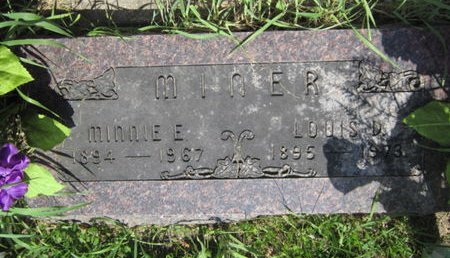 MINER
MINNIE E. LOUIS D.
1894 — 1967 1895 —